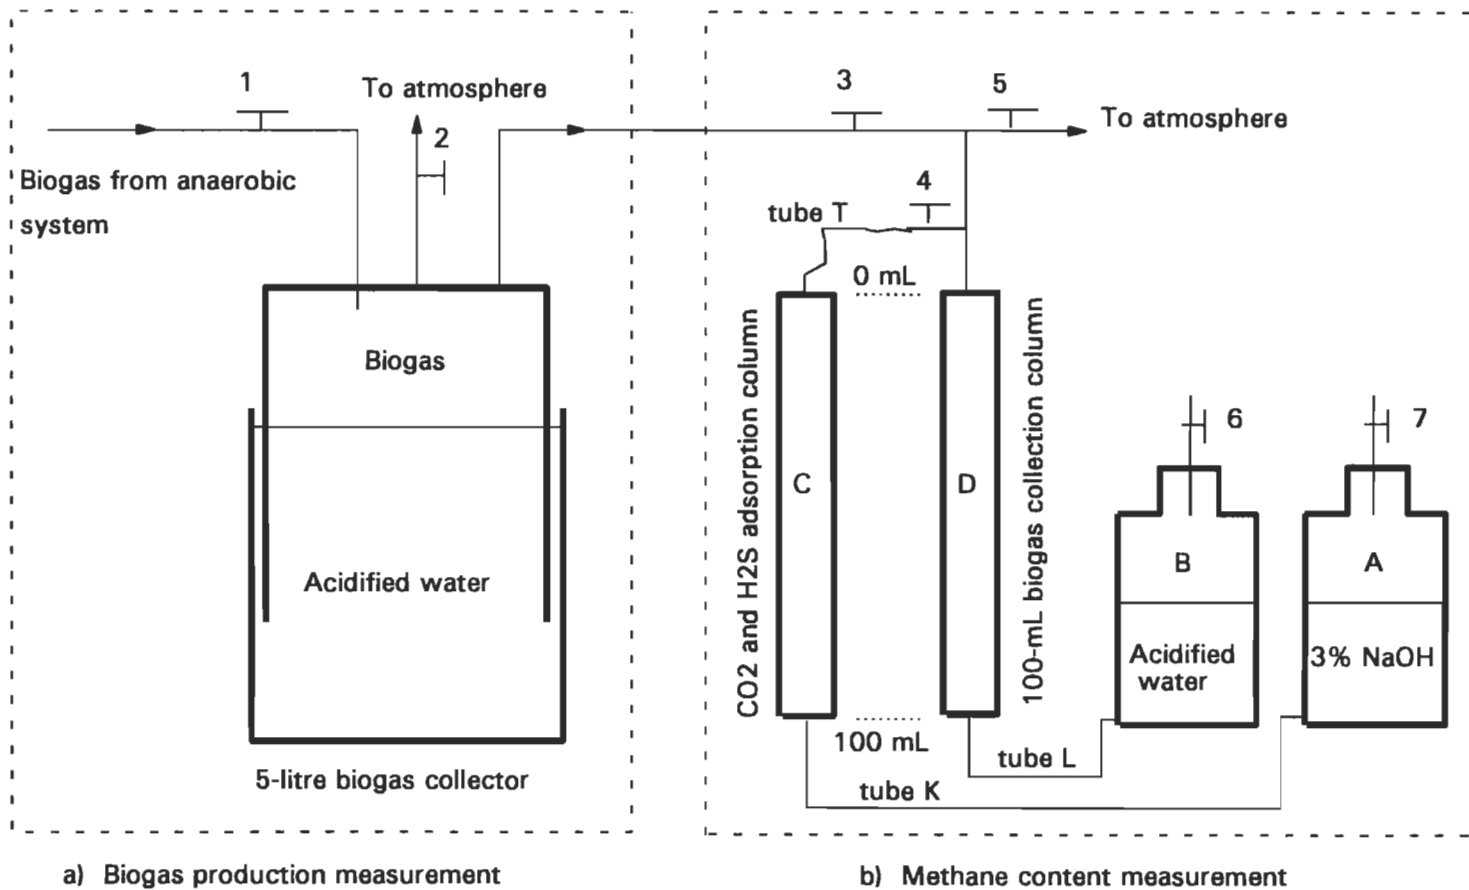 1
To atmosphere
2
Biogas from anaerobic
system
3
5
To atmosphere
4
tube T
0 mL
Biogas
Acidified water
5-litre biogas collector
CO2 and H2S adsorption column
C
D
100-mL biogas collection column
6
7
B
A
Acidified
water
3% NaOH
100 mL
tube L
tube K
a) Biogas production measurement
b) Methane content measurement